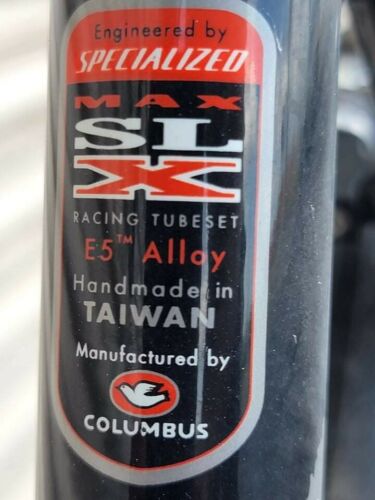 Engineered by
SPECIALIZED
MAX
SL
X
RACING TUBESET
E5™ Alloy
Handmade in
TAIWAN
Manufactured by
COLUMBUS